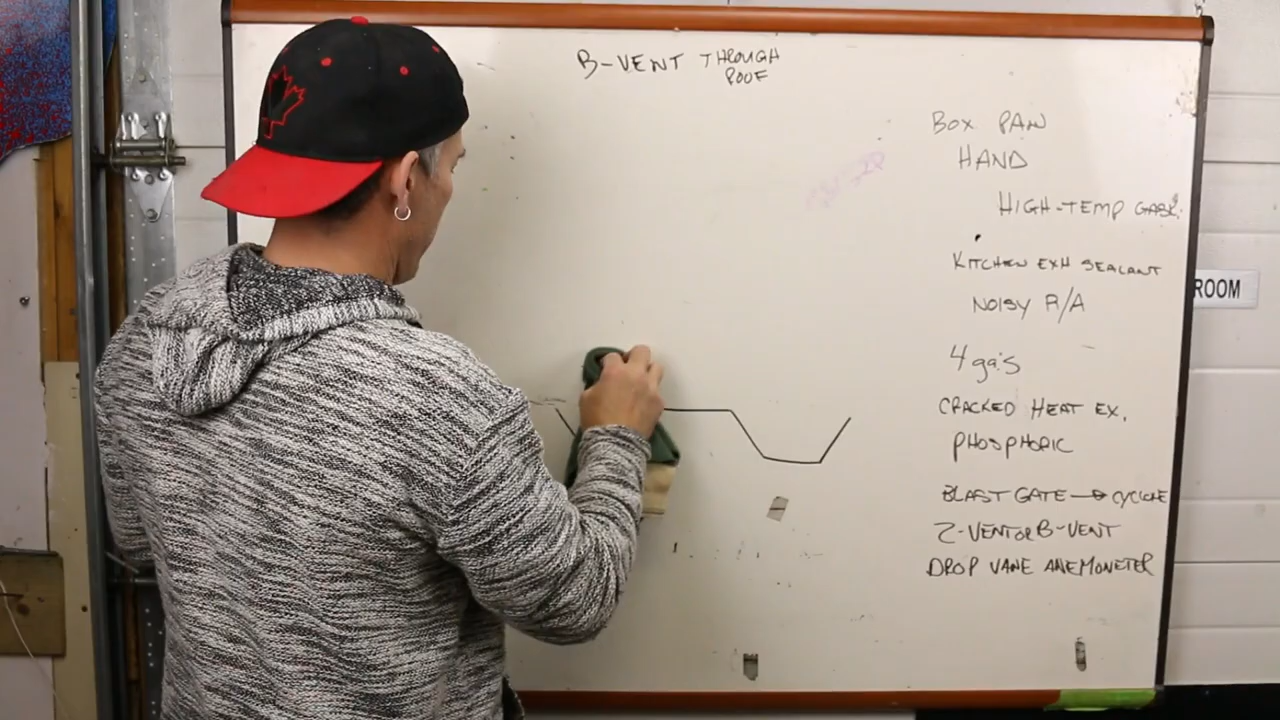 B-VENT THROUGH
ROOF
BOX PAN
HAND
HIGH-TEMP GASK.
KITCHEN EXH SEALANT
NOISY R/A
4 ga's
CRACKED HEAT EX.
PHOSPHORIC
BLAST GATE → CYCLONE
Z-VENT OR B-VENT
DROP VANE ANEMOMETER
ROOM